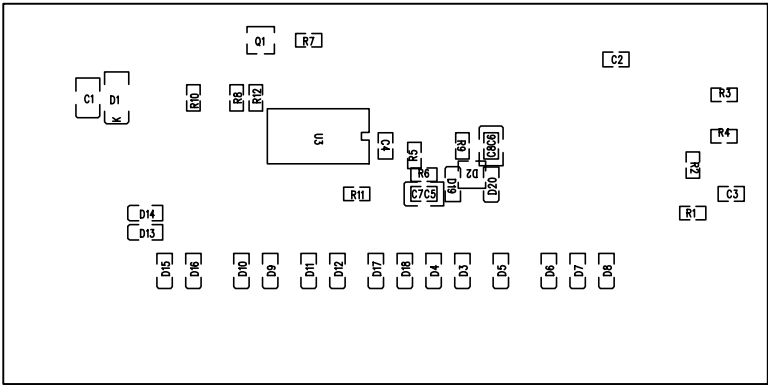 Q1
R7
C2
C1
D1
K
R10
R8
R12
R3
U3
C4
R5
R9
C8C6
R4
R2
R6
D2
D19
D20
R11
C7C5
C3
D14
R1
D13
D15
D16
D10
D9
D11
D12
D17
D18
D4
D3
D5
D6
D7
D8